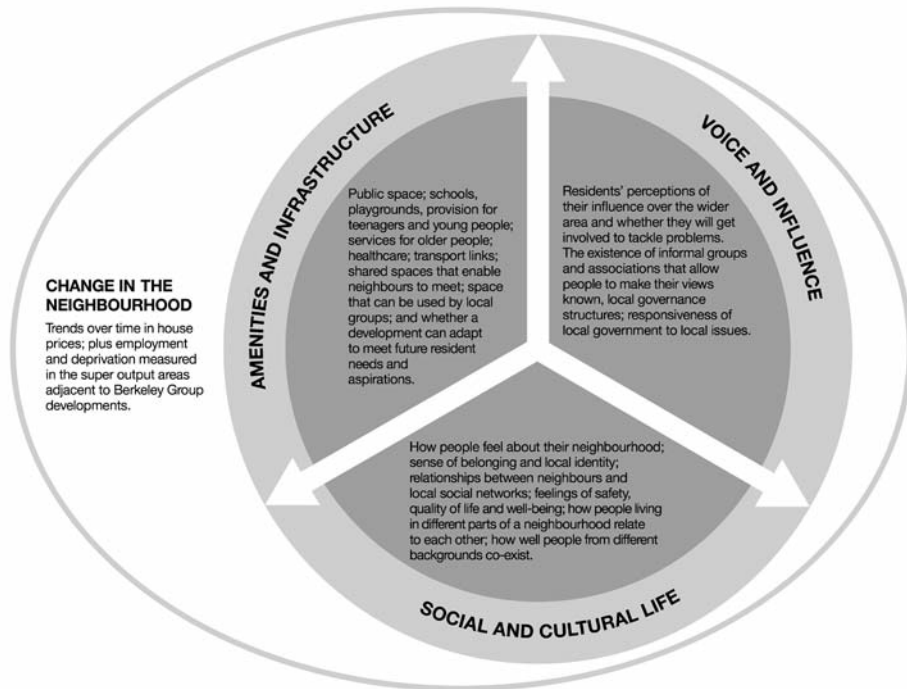 AMENITIES AND INFRASTRUCTURE
Public space; schools,
playgrounds, provision for
teenagers and young people;
services for older people;
healthcare; transport links;
shared spaces that enable
neighbours to meet; space
that can be used by local
groups; and whether a
development can adapt
to meet future resident
needs and
aspirations.
VOICE AND INFLUENCE
Residents' perceptions of
their influence over the wider
area and whether they will get
involved to tackle problems.
The existence of informal groups
and associations that allow
people to make their views
known, local governance
structures; responsiveness of
local government to local issues.
CHANGE IN THE
NEIGHBOURHOOD
Trends over time in house
prices; plus employment
and deprivation measured
in the super output areas
adjacent to Berkeley Group
developments.
How people feel about their neighbourhood;
sense of belonging and local identity;
relationships between neighbours and
local social networks; feelings of safety,
quality of life and well-being; how people living
in different parts of a neighbourhood relate
to each other; how well people from different
backgrounds co-exist.
SOCIAL AND CULTURAL LIFE